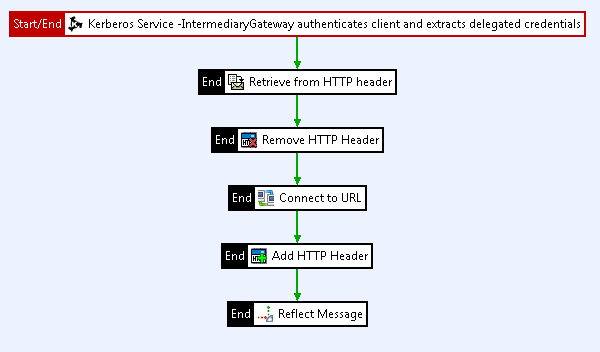 Start/End Kerberos Service -IntermediaryGateway authenticates client and extracts delegated credentials
End Retrieve from HTTP header
End Remove HTTP Header
End Connect to URL
End Add HTTP Header
End Reflect Message